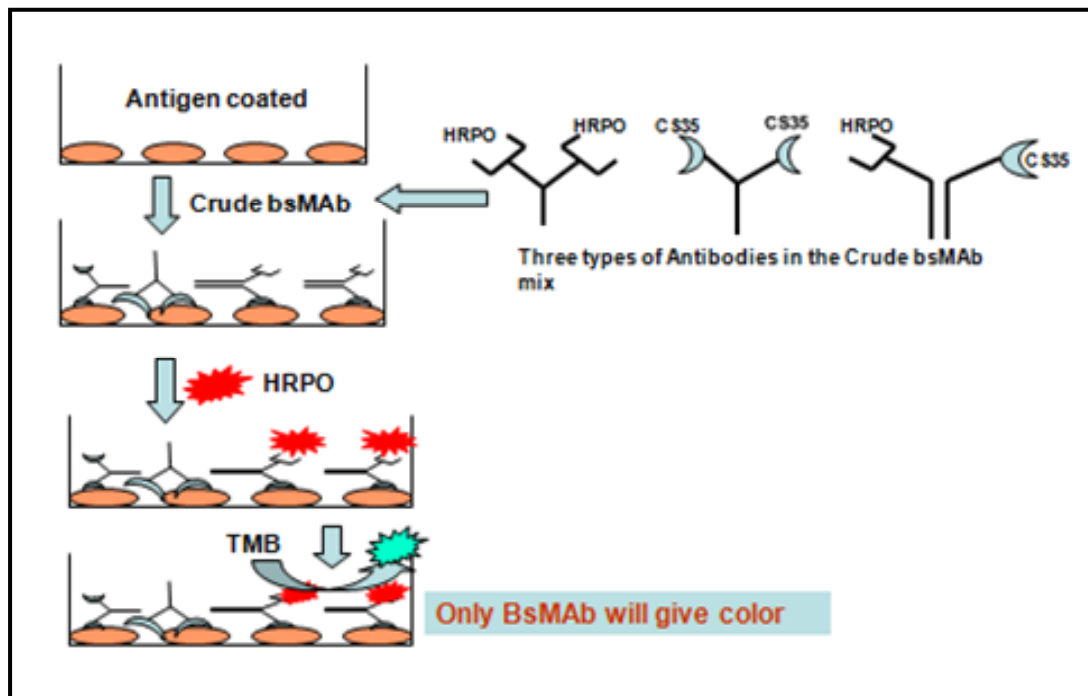 Antigen coated
HRPO
HRPO
CS35
CS35
HRPO
CS35
Crude bsMAb
Three types of Antibodies in the Crude bsMAb
mix
HRPO
TMB
Only BsMAb will give color